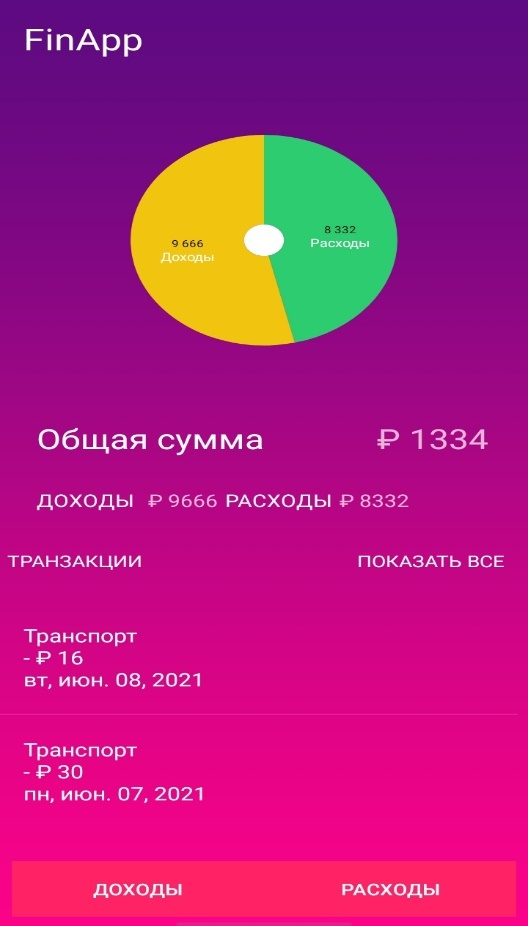 FinApp
8 332
Расходы
9 666
Доходы
Общая сумма ₽ 1334
ДОХОДЫ ₽ 9666 РАСХОДЫ ₽ 8332
ТРАНЗАКЦИИ ПОКАЗАТЬ ВСЕ
Транспорт
- ₽ 16
вт, июн. 08, 2021
Транспорт
- ₽ 30
пн, июн. 07, 2021
ДОХОДЫ РАСХОДЫ